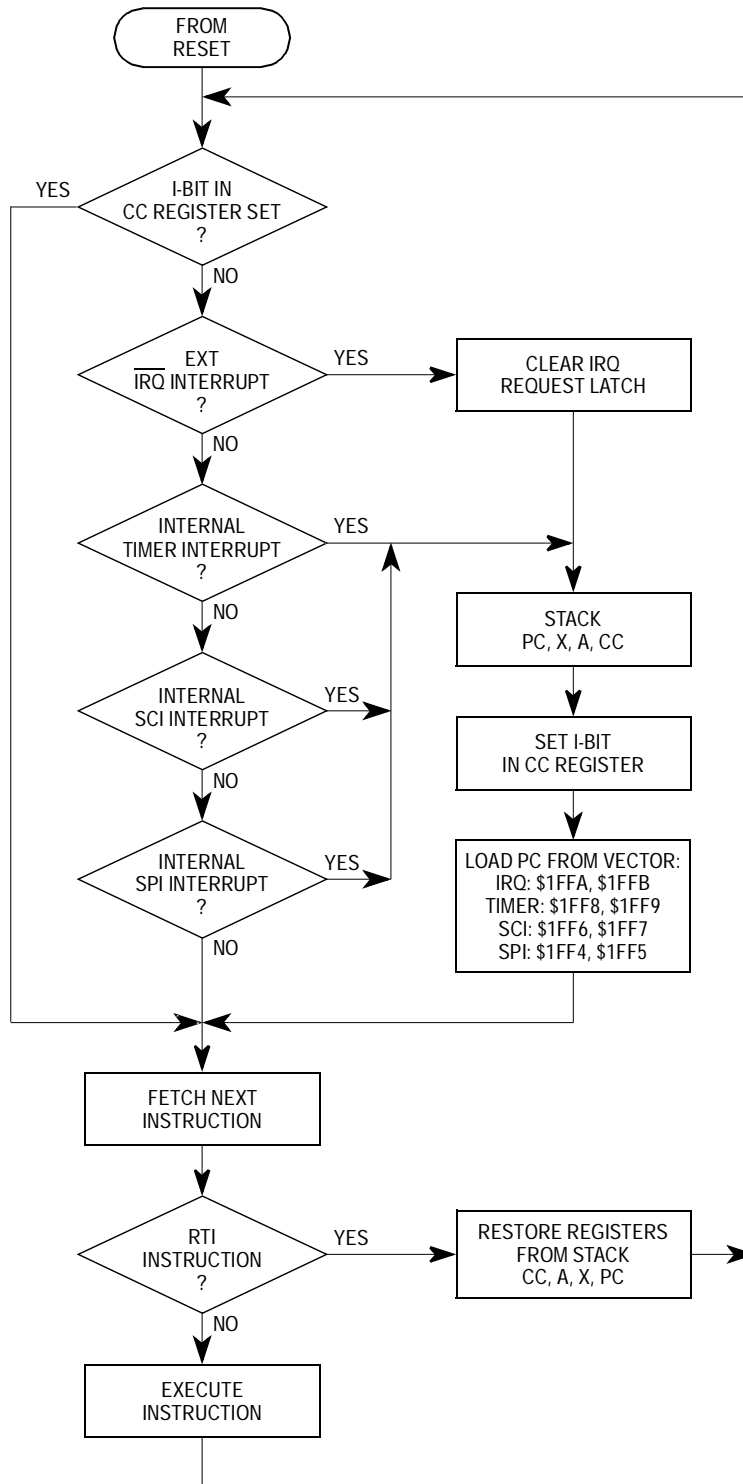 FROM
RESET
YES
I-BIT IN
CC REGISTER SET
?
NO
EXT
IRQ INTERRUPT
?
YES
CLEAR IRQ
REQUEST LATCH
NO
INTERNAL
TIMER INTERRUPT
?
YES
NO
STACK
PC, X, A, CC
INTERNAL
SCI INTERRUPT
?
YES
SET I-BIT
IN CC REGISTER
NO
INTERNAL
SPI INTERRUPT
?
YES
LOAD PC FROM VECTOR:
IRQ: $1FFA, $1FFB
TIMER: $1FF8, $1FF9
SCI: $1FF6, $1FF7
SPI: $1FF4, $1FF5
NO
FETCH NEXT
INSTRUCTION
RTI
INSTRUCTION
?
YES
RESTORE REGISTERS
FROM STACK
CC, A, X, PC
NO
EXECUTE
INSTRUCTION